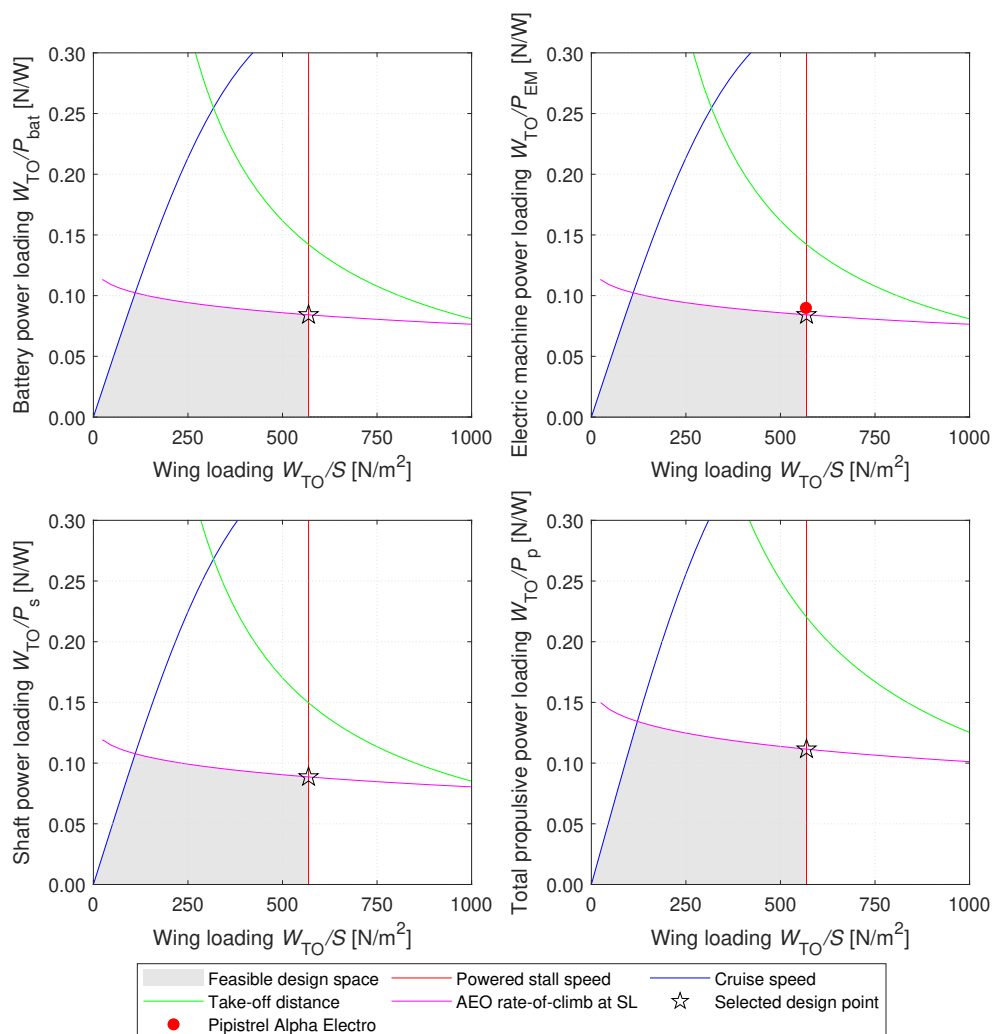 0.30
0.25
0.20
0.15
0.10
0.05
0.00
0 250 500 750 1000
Battery power loading W_TO/P_bat [N/W]
Wing loading W_TO/S [N/m²]
0.30
0.25
0.20
0.15
0.10
0.05
0.00
0 250 500 750 1000
Electric machine power loading W_TO/P_EM [N/W]
Wing loading W_TO/S [N/m²]
0.30
0.25
0.20
0.15
0.10
0.05
0.00
0 250 500 750 1000
Shaft power loading W_TO/P_s [N/W]
Wing loading W_TO/S [N/m²]
0.30
0.25
0.20
0.15
0.10
0.05
0.00
0 250 500 750 1000
Total propulsive power loading W_TO/P_p [N/W]
Wing loading W_TO/S [N/m²]
Feasible design space Powered stall speed Cruise speed
Take-off distance AEO rate-of-climb at SL Selected design point
Pipistrel Alpha Electro